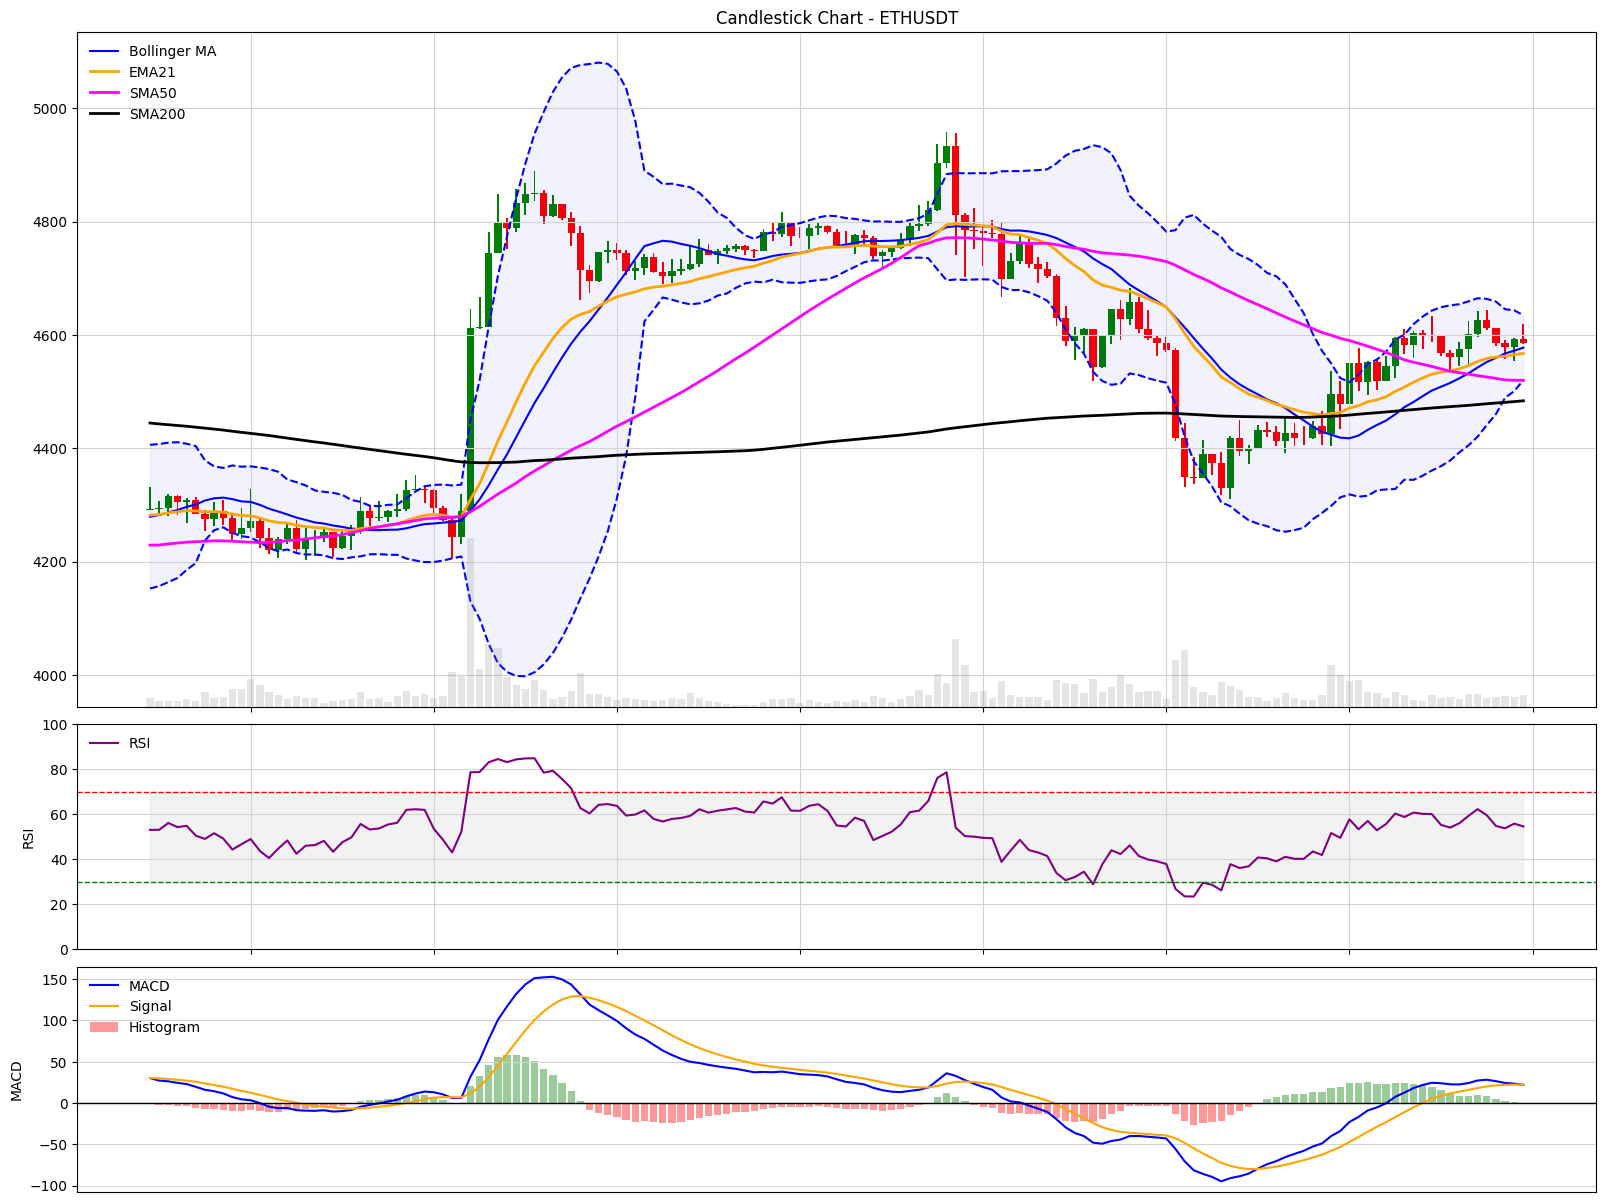 Candlestick Chart - ETHUSDT
Bollinger MA
EMA21
SMA50
SMA200
5000
4800
4600
4400
4200
4000
RSI
100
80
60
40
20
0
RSI
MACD
Signal
Histogram
150
100
50
0
−50
−100
MACD